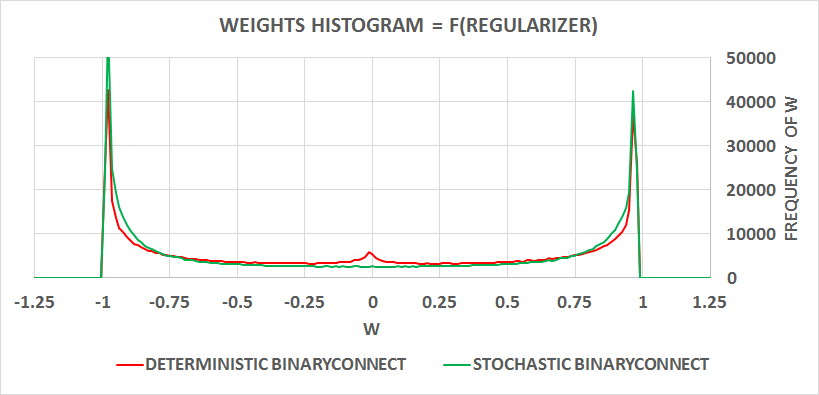 WEIGHTS HISTOGRAM = F(REGULARIZER)
50000
40000
30000
20000
10000
0
FREQUENCY OF W
-1.25 -1 -0.75 -0.5 -0.25 0 0.25 0.5 0.75 1 1.25
W
DETERMINISTIC BINARYCONNECT STOCHASTIC BINARYCONNECT